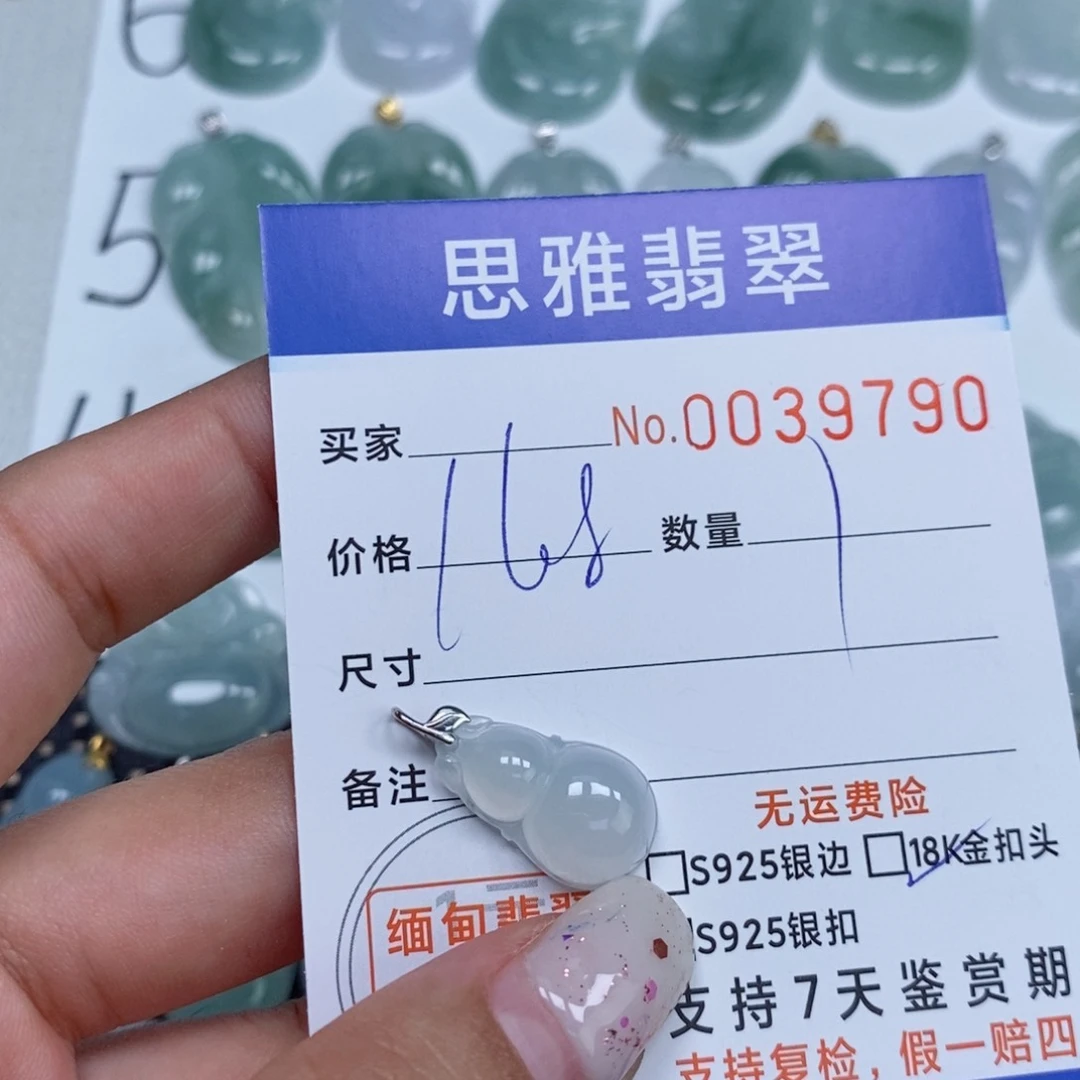 6
5
思雅翡翠
买家 No.0039790
价格 168 数量 1
尺寸
备注
无运费险
S925银边 18K金扣头
缅甸翡翠
S925银扣
支持7天鉴赏期
支持复检，假一赔四